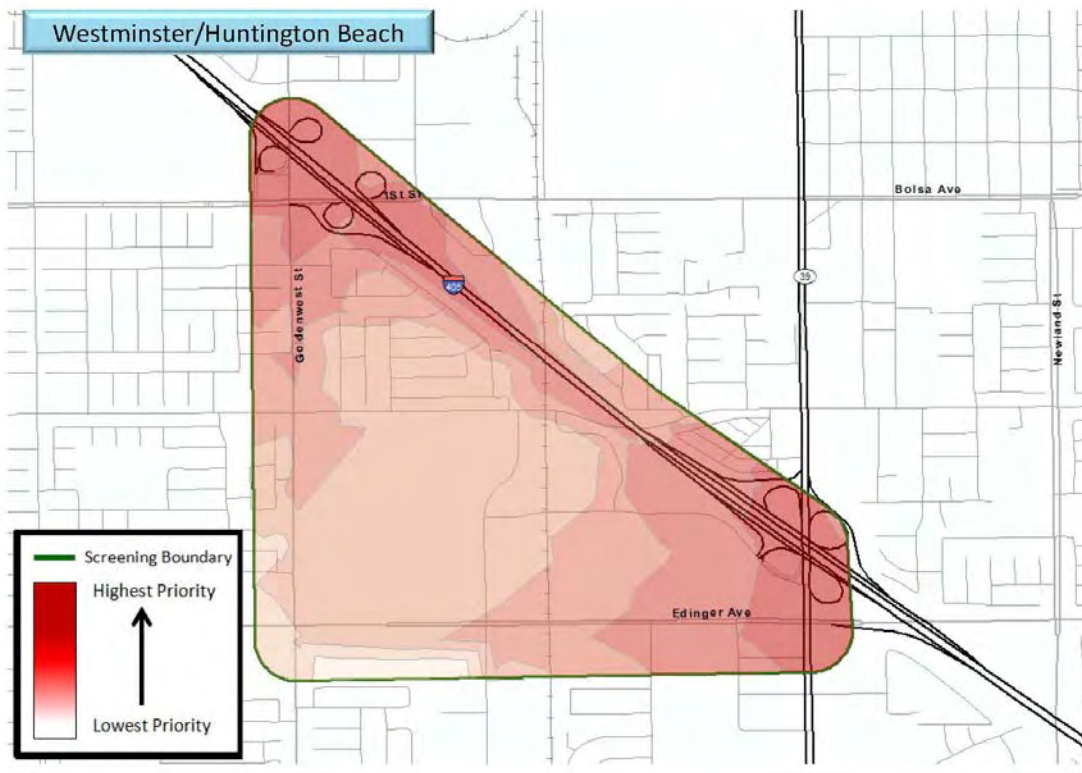 Westminster/Huntington Beach
1St St
Bolsa Ave
39
405
Goldenwest St
Newland St
Edinger Ave
Screening Boundary
Highest Priority
Lowest Priority